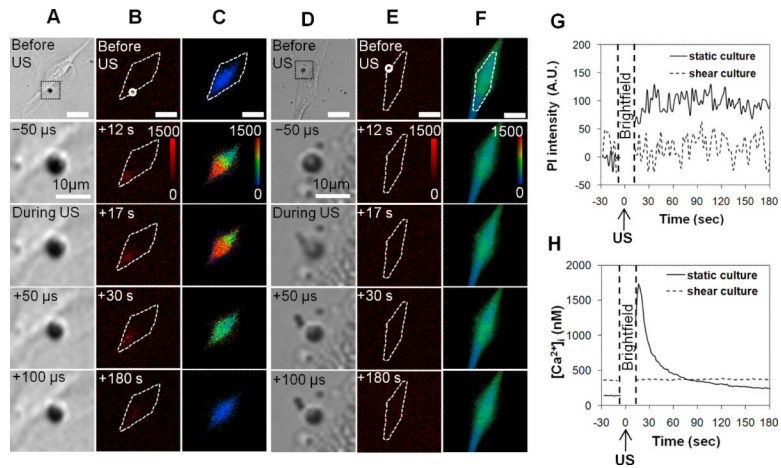 A
B
C
D
E
F
G
H
Before
US
Before
US
Before
US
Before
US
−50 µs
10µm
During US
+50 µs
+100 µs
+12 s
1500
0
+17 s
+30 s
+180 s
1500
0
−50 µs
10µm
During US
+50 µs
+100 µs
+12 s
1500
0
+17 s
+30 s
+180 s
1500
0
PI intensity (A.U.)
200
150
100
50
0
50
Brightfield
static culture
shear culture
-30 0 30 60 90 120 150 180
Time (sec)
US
[Ca²⁺]i (nM)
2000
1500
1000
500
0
Brightfield
static culture
shear culture
-30 0 30 60 90 120 150 180
Time (sec)
US